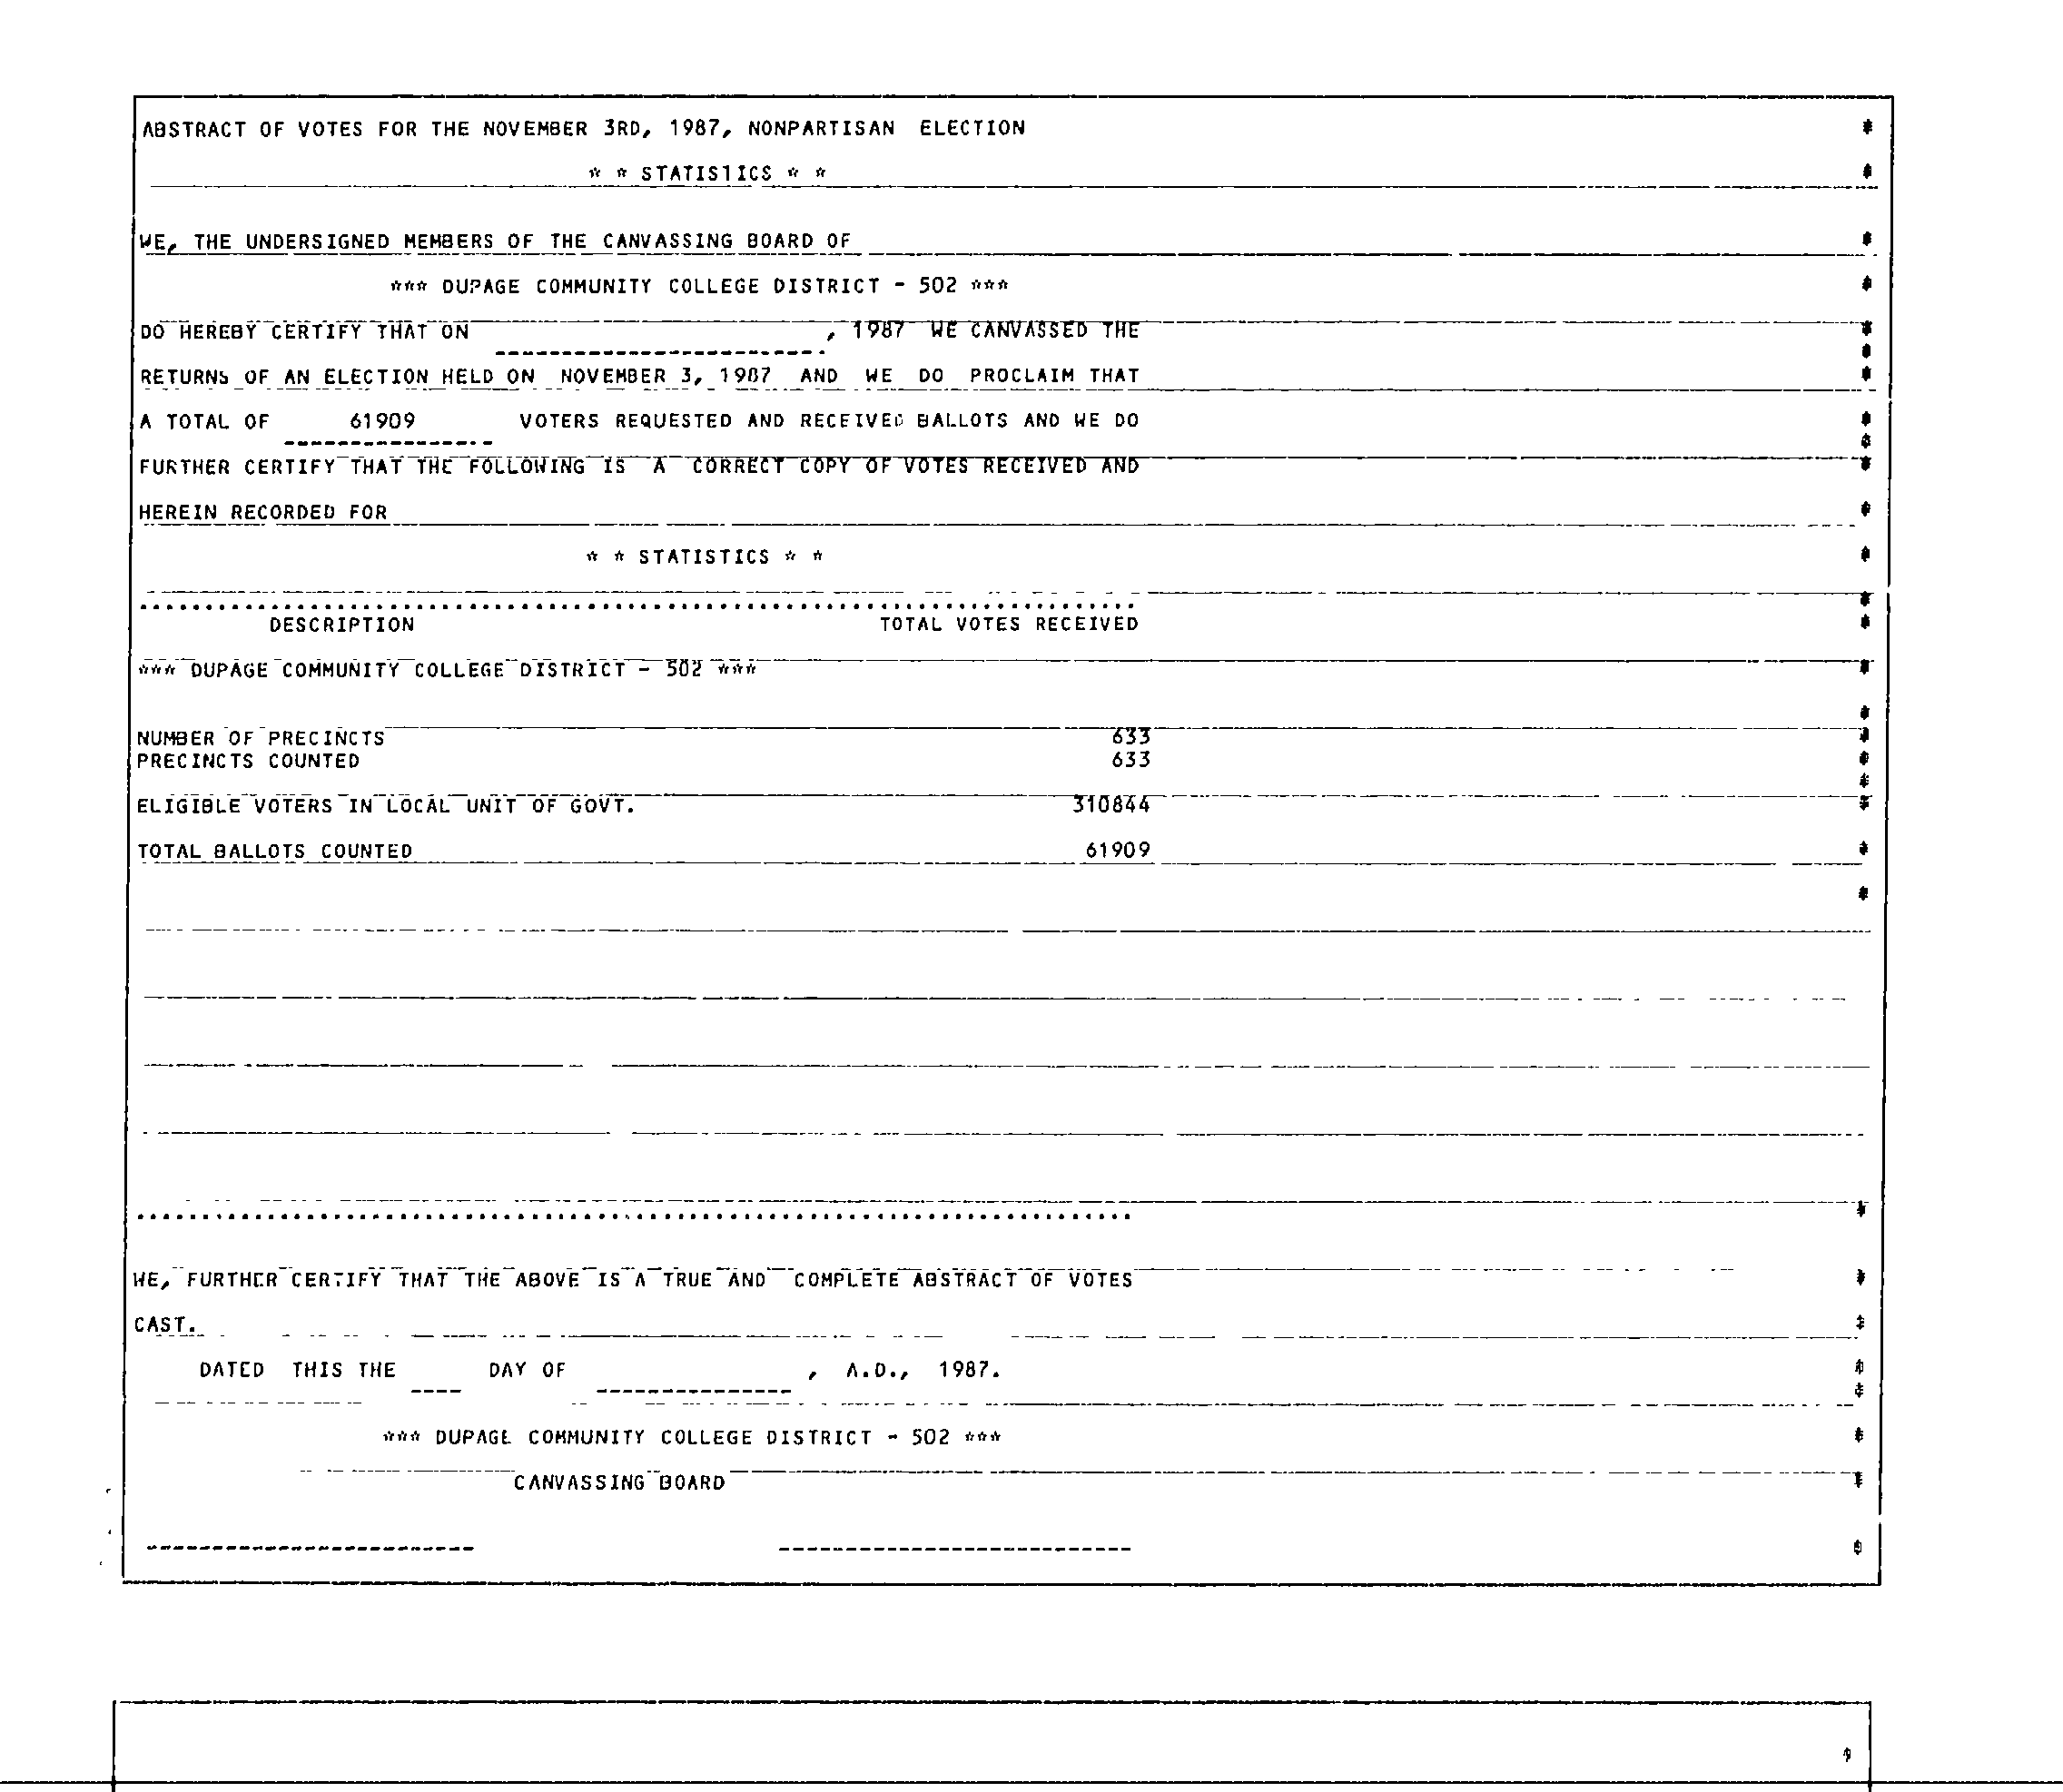 ABSTRACT OF VOTES FOR THE NOVEMBER 3RD, 1987, NONPARTISAN ELECTION
* * STATISTICS * *
WE, THE UNDERSIGNED MEMBERS OF THE CANVASSING BOARD OF
*** DUPAGE COMMUNITY COLLEGE DISTRICT - 502 ***
DO HEREBY CERTIFY THAT ON , 1987 WE CANVASSED THE
RETURNS OF AN ELECTION HELD ON NOVEMBER 3, 1987 AND WE DO PROCLAIM THAT
A TOTAL OF 61909 VOTERS REQUESTED AND RECEIVED BALLOTS AND WE DO
FURTHER CERTIFY THAT THE FOLLOWING IS A CORRECT COPY OF VOTES RECEIVED AND
HEREIN RECORDED FOR
* * STATISTICS * *
DESCRIPTION TOTAL VOTES RECEIVED
*** DUPAGE COMMUNITY COLLEGE DISTRICT - 502 ***
NUMBER OF PRECINCTS 633
PRECINCTS COUNTED 633
ELIGIBLE VOTERS IN LOCAL UNIT OF GOVT. 310844
TOTAL BALLOTS COUNTED 61909
WE, FURTHER CERTIFY THAT THE ABOVE IS A TRUE AND COMPLETE ABSTRACT OF VOTES
CAST.
DATED THIS THE DAY OF , A.D., 1987.
*** DUPAGE COMMUNITY COLLEGE DISTRICT - 502 ***
CANVASSING BOARD